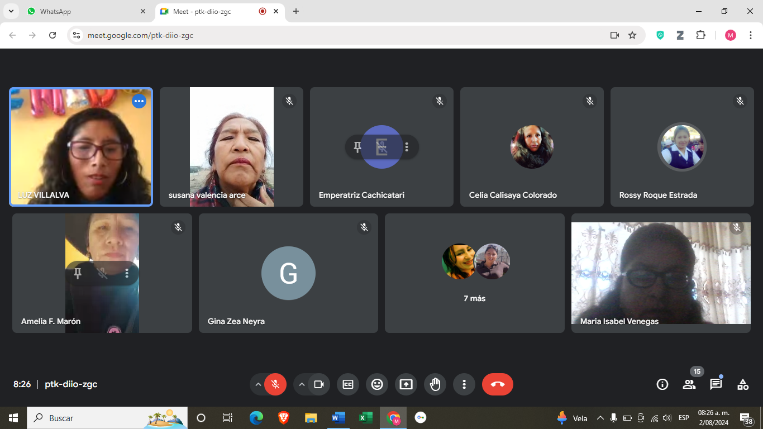 WhatsApp
Meet - ptk-diio-zgc
meet.google.com/ptk-diio-zgc
M
LUZ VILLALVA
susana valencia arce
E
Emperatriz Cachicatari
Celia Calisaya Colorado
Rossy Roque Estrada
Amelia F. Marón
G
Gina Zea Neyra
7 más
Maria Isabel Venegas
8:26 | ptk-diio-zgc
15
Buscar
Vela
ESP
08:26 a. m.
2/08/2024
38